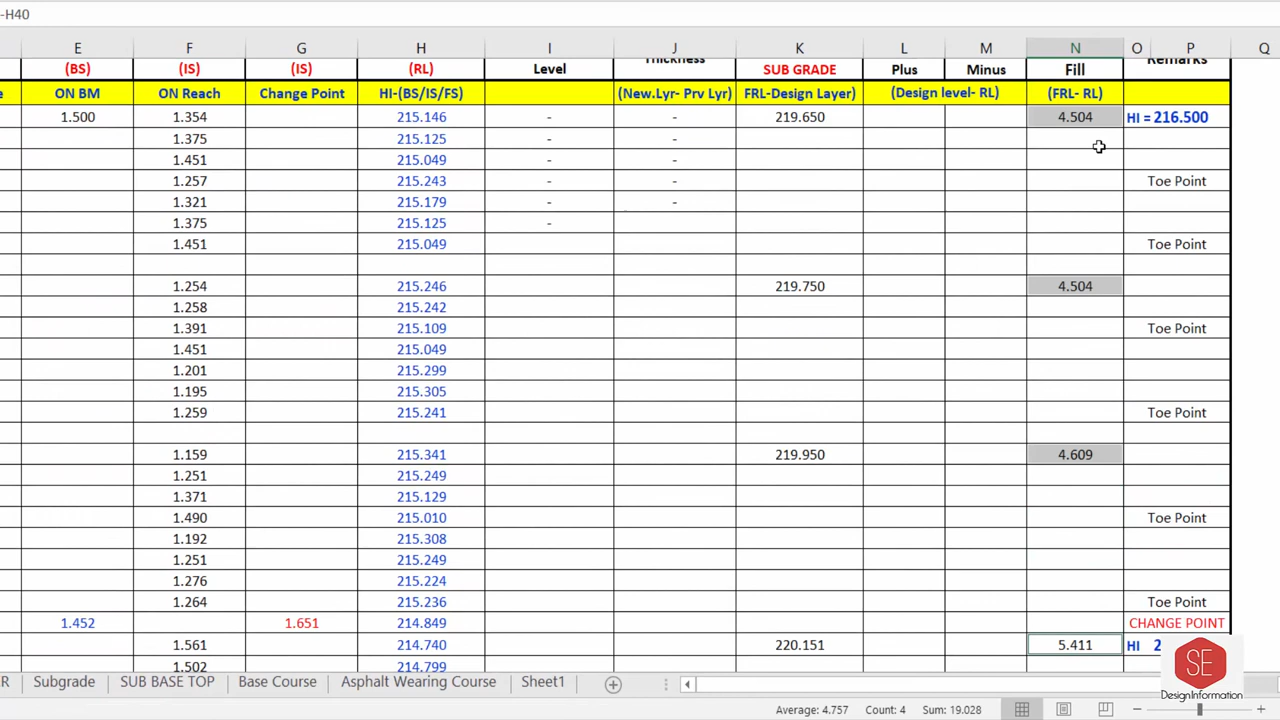 -H40
E F G H I J K L M N O P Q
(BS) (IS) (IS) (RL) Level Thickness SUB GRADE Plus Minus Fill Remarks
ON BM ON Reach Change Point HI-(BS/IS/FS) (New.Lyr- Prv Lyr) FRL-Design Layer) (Design level- RL) (FRL- RL)
1.500 1.354 215.146 - - 219.650 4.504 HI = 216.500
1.375 215.125 - -
1.451 215.049 - -
1.257 215.243 - - Toe Point
1.321 215.179 - -
1.375 215.125 -
1.451 215.049 Toe Point
1.254 215.246 219.750 4.504
1.258 215.242
1.391 215.109 Toe Point
1.451 215.049
1.201 215.299
1.195 215.305
1.259 215.241 Toe Point
1.159 215.341 219.950 4.609
1.251 215.249
1.371 215.129
1.490 215.010 Toe Point
1.192 215.308
1.251 215.249
1.276 215.224
1.264 215.236 Toe Point
1.452 1.651 214.849 CHANGE POINT
1.561 214.740 220.151 5.411 HI 2
1.502 214.799
R Subgrade SUB BASE TOP Base Course Asphalt Wearing Course Sheet1
SE
DesignInformation
Average: 4.757 Count: 4 Sum: 19.028